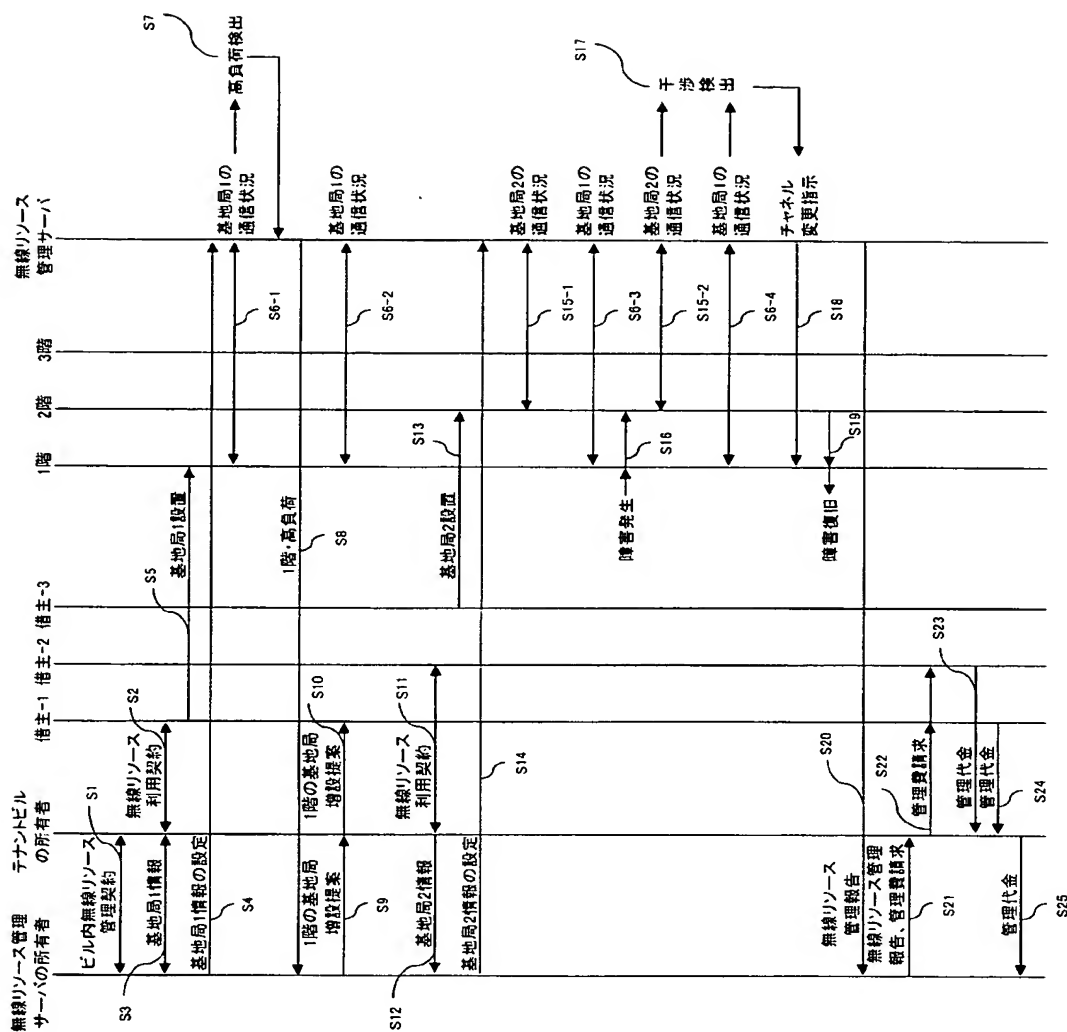 無線リソース管理
サーバの所有者
テナントビル
の所有者
借主-1
借主-2
借主-3
1階
2階
3階
無線リソース
管理サーバ
ビル内無線リソース
管理契約
S1
無線リソース
利用契約
S2
基地局1情報
S3
基地局1情報の設定
S4
基地局1設置
S5
基地局1の
通信状況
S6-1
高負荷検出
S7
1階・高負荷
S8
1階の基地局
増設提案
S9
1階の基地局
増設提案
S10
基地局1の
通信状況
S6-2
無線リソース
利用契約
S11
基地局2情報
S12
基地局2設置
S13
基地局2情報の設定
S14
基地局2の
通信状況
S15-1
基地局1の
通信状況
S6-3
障害発生
S16
基地局2の
通信状況
S15-2
基地局1の
通信状況
S6-4
干渉検出
S17
チャネル
変更指示
S18
障害復旧
S19
無線リソース
管理報告
S20
無線リソース管理
報告、管理費請求
S21
管理費請求
S22
管理代金
S23
管理代金
S24
管理代金
S25